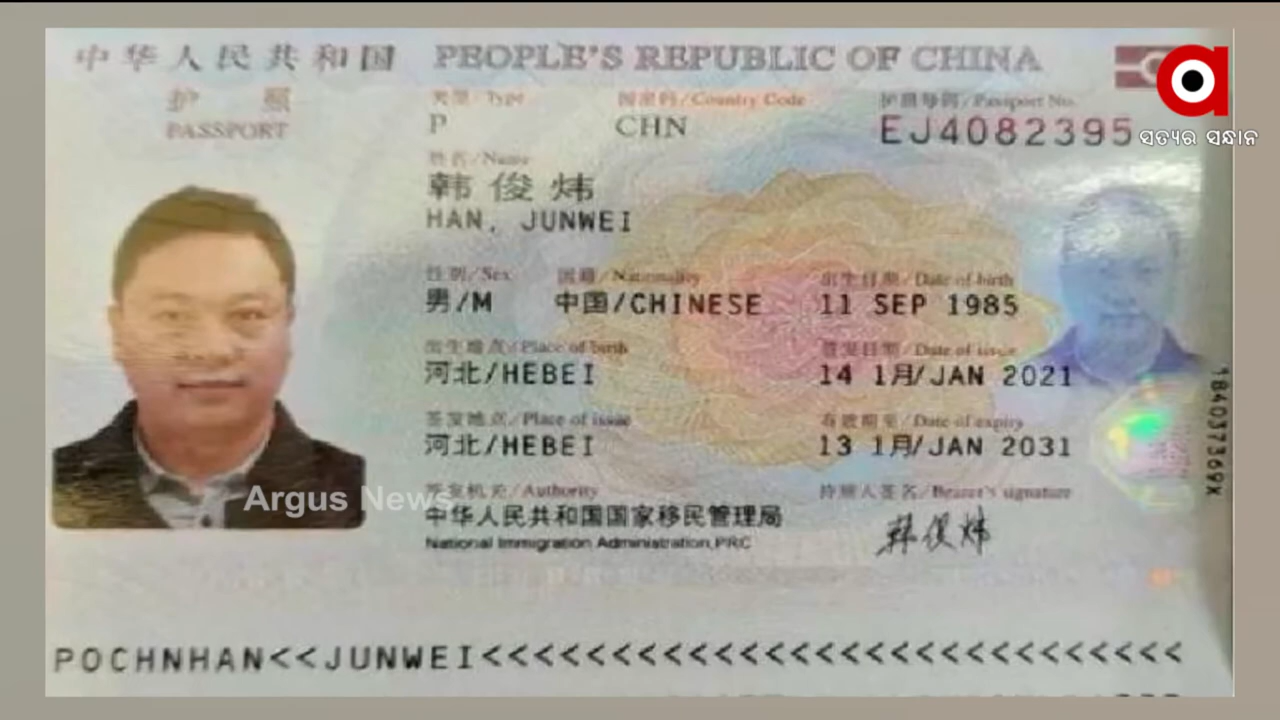 中华人民共和国 PEOPLE'S REPUBLIC OF CHINA
护 照
PASSPORT
类型/Type 国家码/Country Code 护照号码/Passport No.
P CHN EJ4082395
ସତ୍ୟର ସନ୍ଧାନ
姓名/Name
韩俊炜
HAN, JUNWEI
性别/Sex 国籍/Nationality 出生日期/Date of birth
男/M 中国/CHINESE 11 SEP 1985
出生地点/Place of birth 签发日期/Date of issue
河北/HEBEI 14 1月/JAN 2021
签发地点/Place of issue 有效期至/Date of expiry
河北/HEBEI 13 1月/JAN 2031
签发机关/Authority 持照人签名/Bearer's signature
Argus News
中华人民共和国国家移民管理局
National Immigration Administration,PRC
韩俊炜
184037369X
POCHNHAN<<JUNWEI<<<<<<<<<<<<<<<<<<<<<<<<<<<<